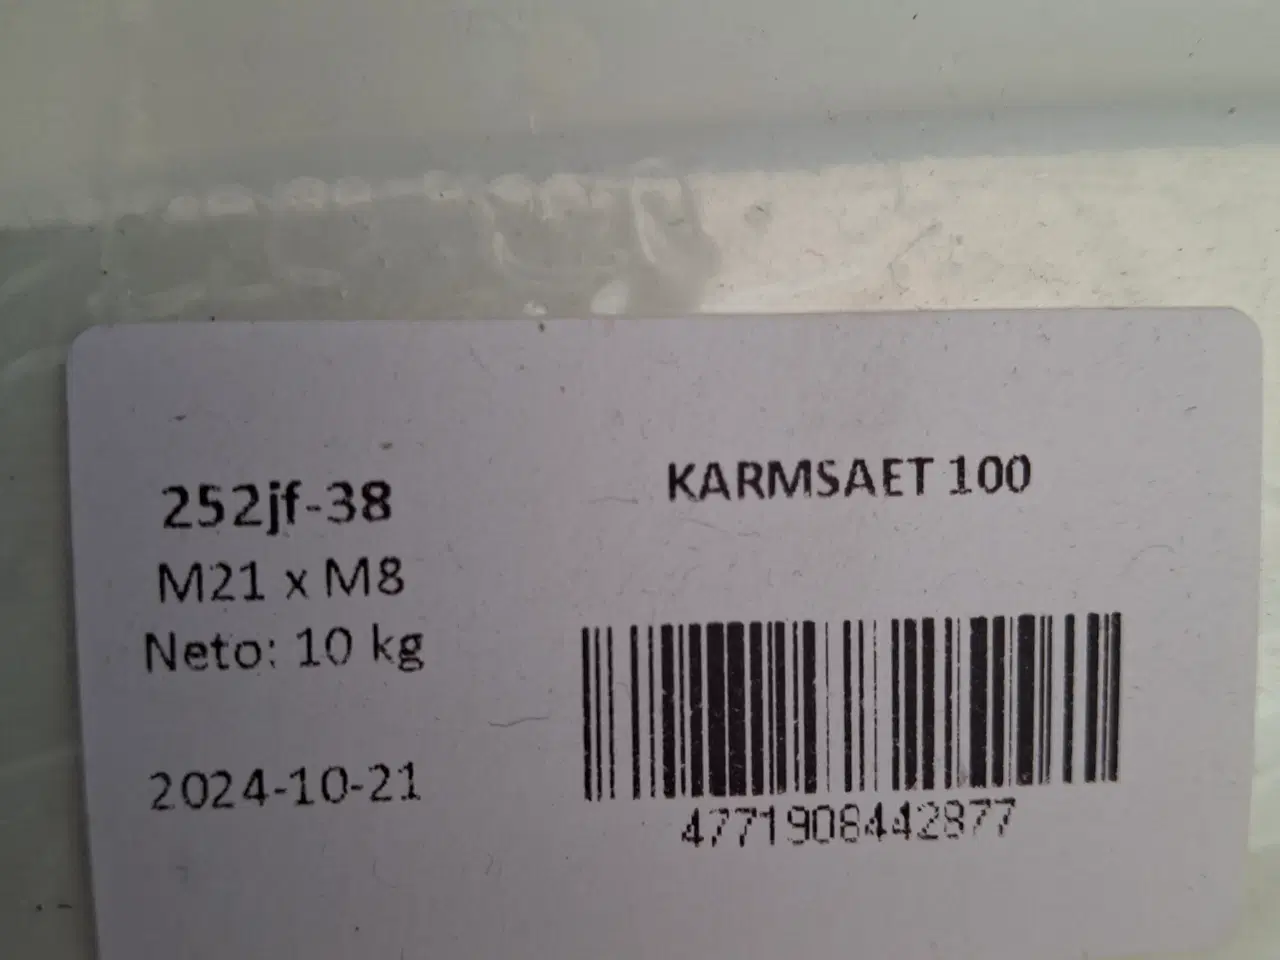 252jf-38
M21 x M8
Neto: 10 kg
2024-10-21
KARMSAET 100
4771908442877